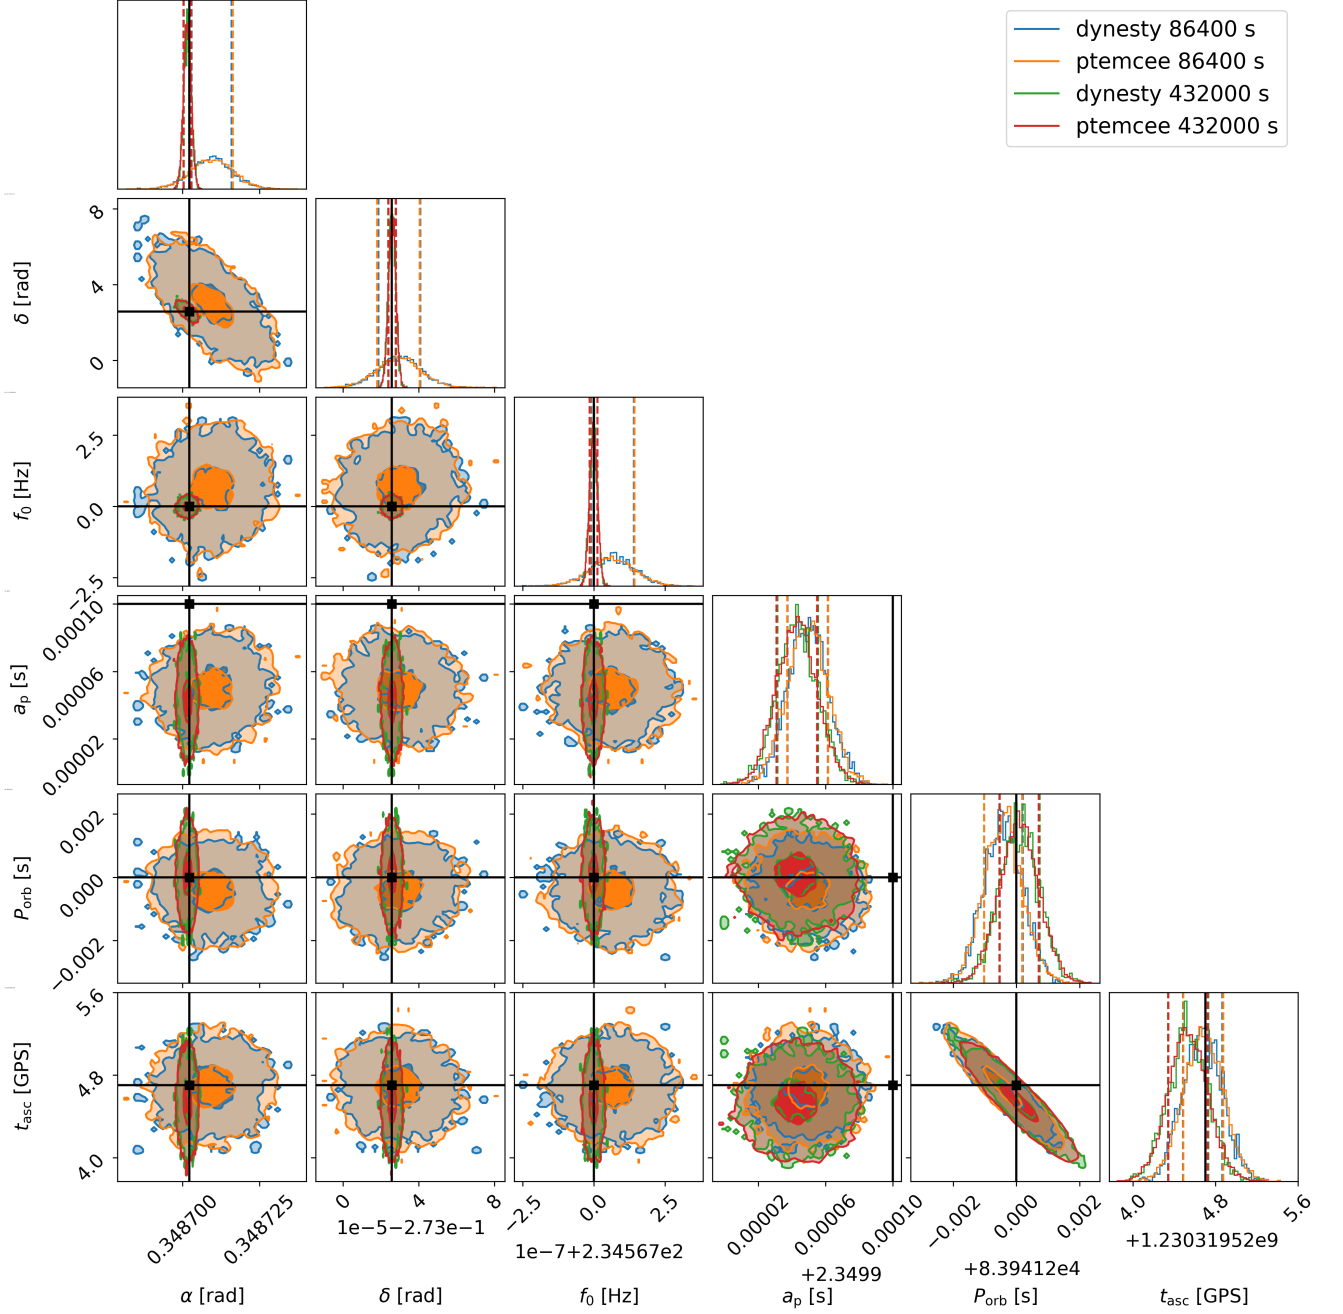 dynesty 86400 s
ptemcee 86400 s
dynesty 432000 s
ptemcee 432000 s
8
4
0
δ [rad]
2.5
0.0
−2.5
f₀ [Hz]
0.00010
0.00006
0.00002
aₚ [s]
0.002
0.000
−0.002
P_orb [s]
5.6
4.8
4.0
t_asc [GPS]
0.348700 0.348725
0 4 8
−2.5 0.0 2.5
0.00002 0.00006 0.00010
−0.002 0.000 0.002
4.0 4.8 5.6
1e−5−2.73e−1
1e−7+2.34567e2
+2.3499
+8.39412e4
+1.23031952e9
α [rad]
δ [rad]
f₀ [Hz]
aₚ [s]
P_orb [s]
t_asc [GPS]